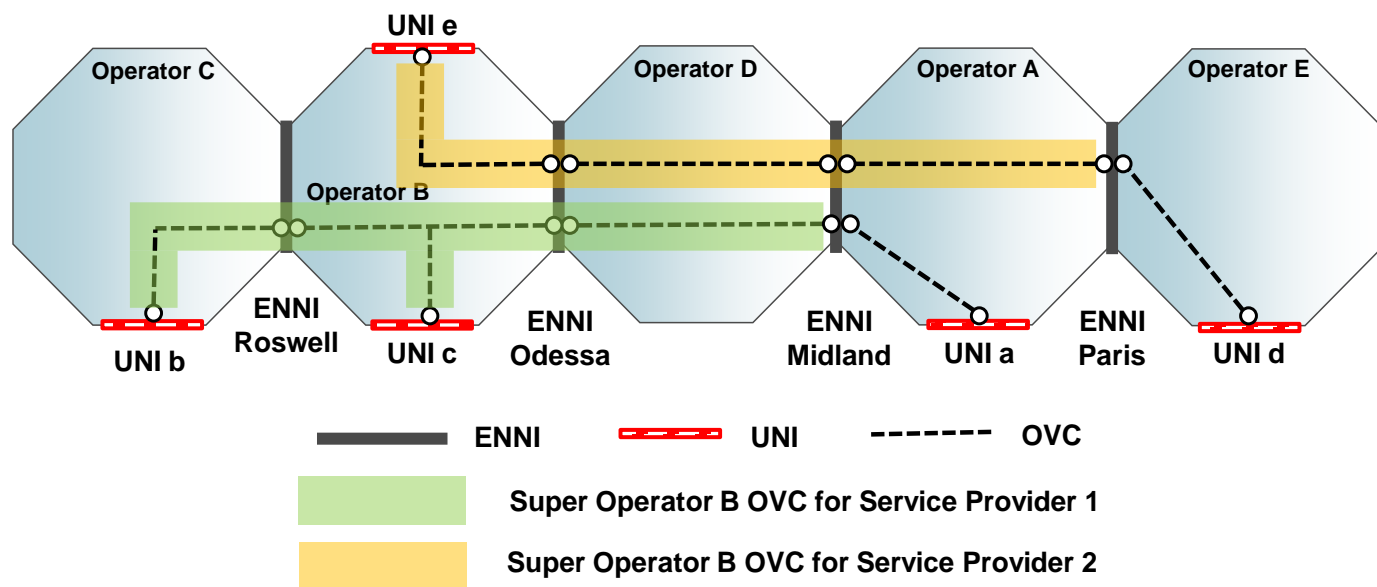 UNI e
Operator C
Operator D
Operator A
Operator E
Operator B
ENNI
Roswell
ENNI
Odessa
ENNI
Midland
ENNI
Paris
UNI b
UNI c
UNI a
UNI d
ENNI
UNI
OVC
Super Operator B OVC for Service Provider 1
Super Operator B OVC for Service Provider 2